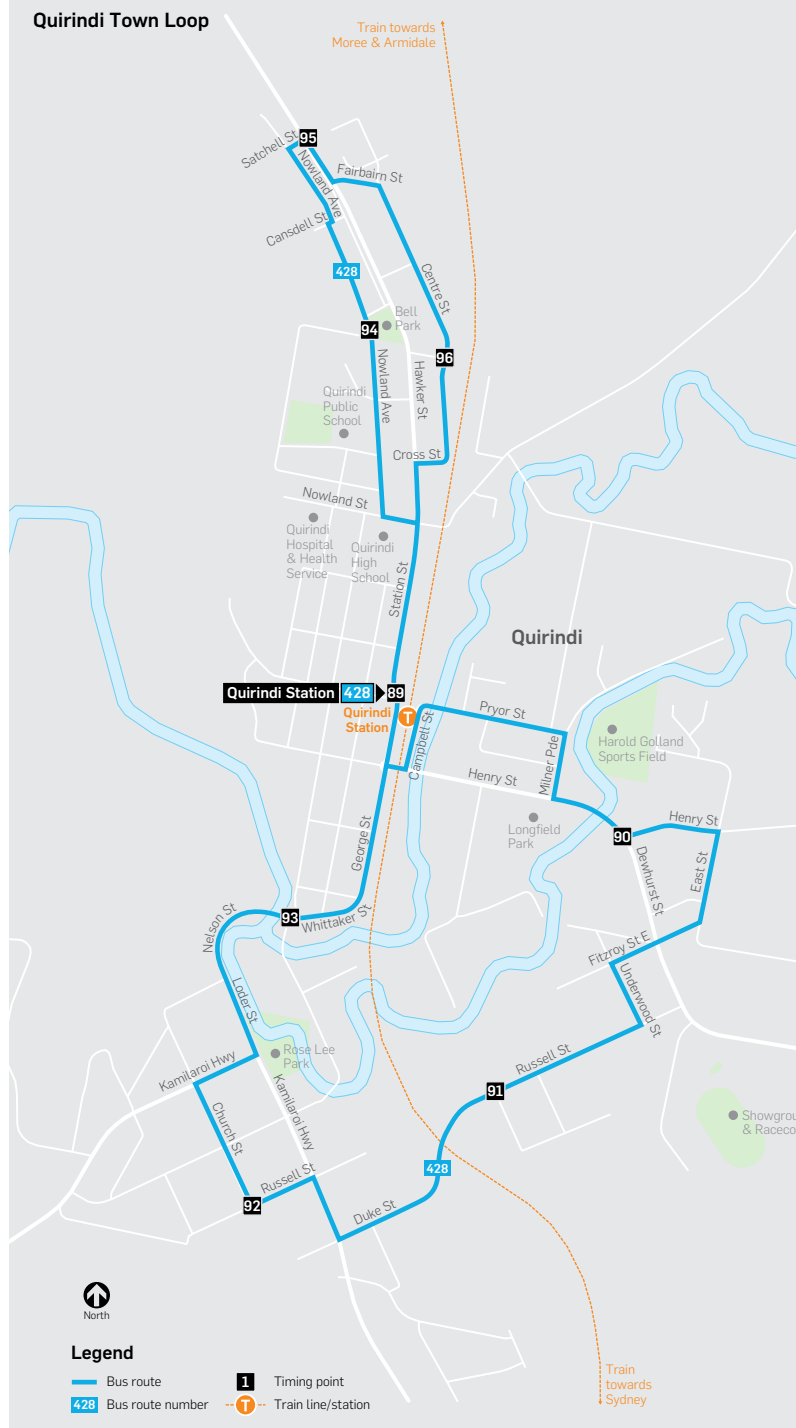 Quirindi Town Loop
Train towards
Moree & Armidale
95
Satchell St
Nowland Ave
Fairbairn St
Cansdell St
428
Centre St
94
Bell
Park
96
Nowland Ave
Hawker St
Quirindi
Public
School
Cross St
Nowland St
Quirindi
Hospital
& Health
Service
Quirindi
High
School
Station St
Quirindi
Quirindi Station
428
89
Quirindi
Station
T
Campbell St
Pryor St
Milner Pde
Harold Golland
Sports Field
Henry St
Longfield
Park
90
Henry St
George St
Dewhurst St
East St
93
Whittaker St
Nelson St
Fitzroy St E
Underwood St
Loder St
Rose Lee
Park
Kamilaroi Hwy
Kamilaroi Hwy
Russell St
91
Church St
Showgrou
& Raceco
428
Russell St
92
Duke St
North
Legend
Bus route
1
Timing point
428
Bus route number
T
Train line/station
Train
towards
Sydney